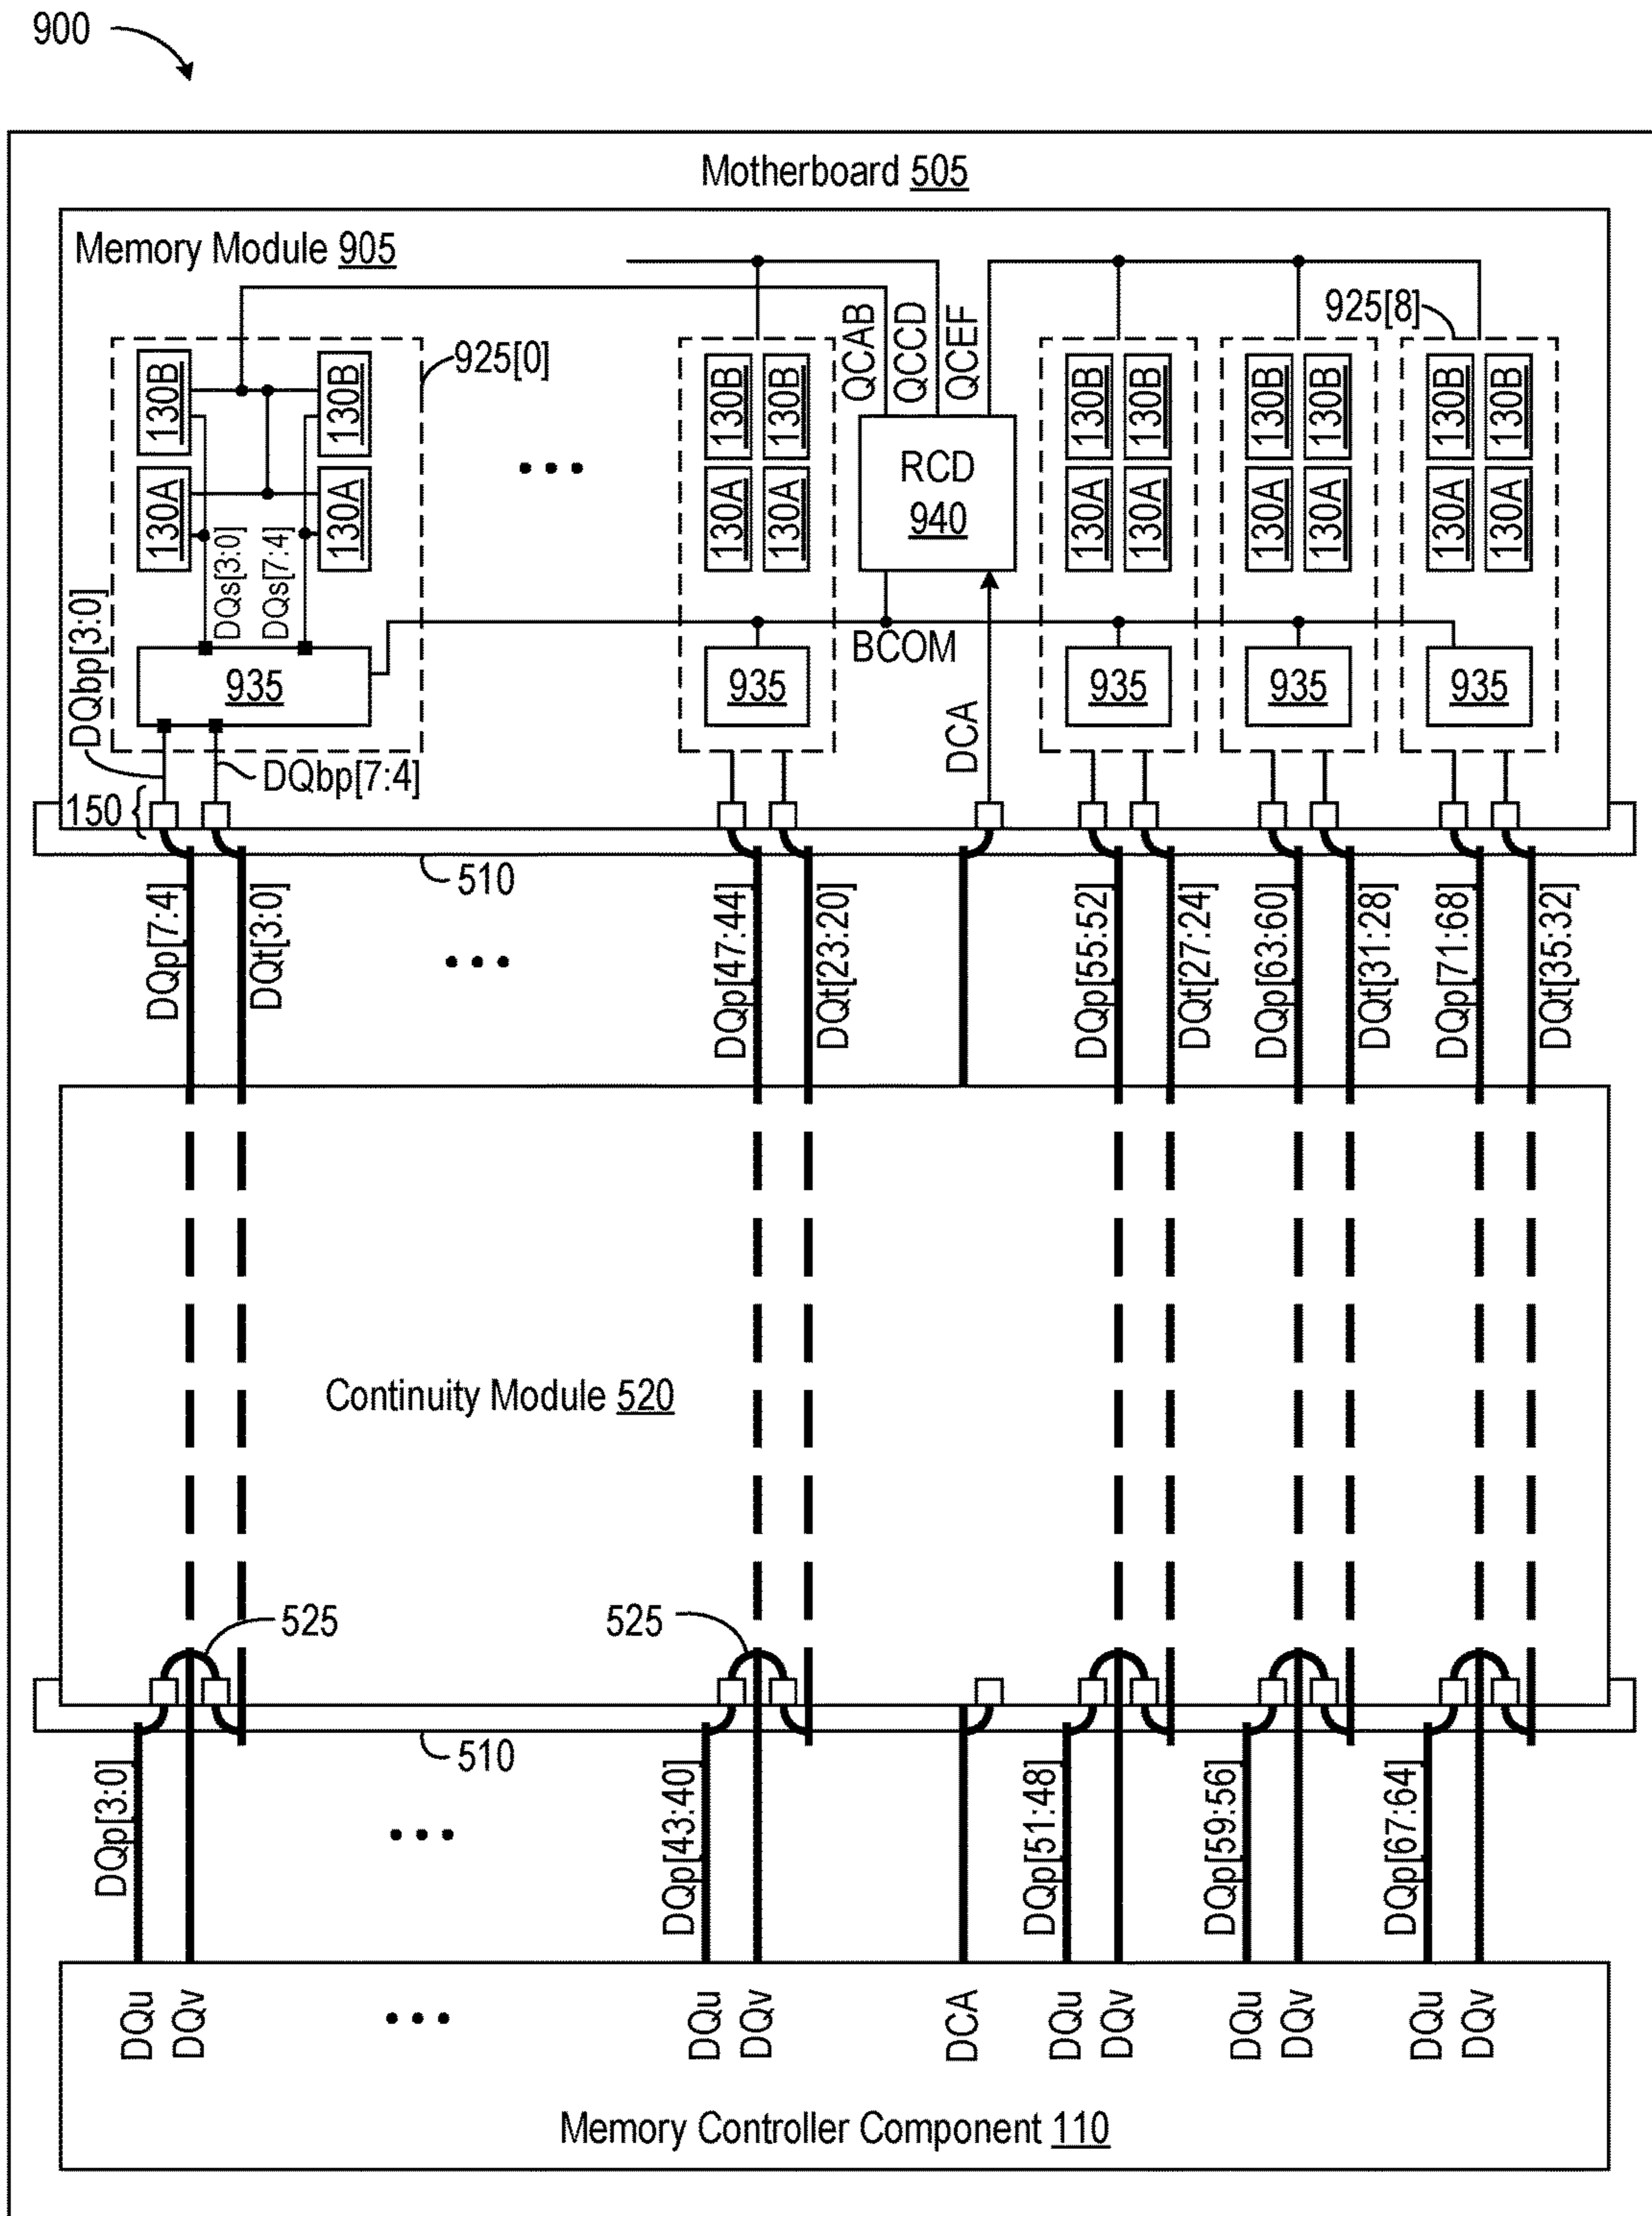 900
Motherboard 505
Memory Module 905
925[0]
QCAB
QCCD
QCEF
925[8]
130B
130B
130B
130B
130B
130B
130B
130B
130B
130B
130A
130A
130A
130A
130A
130A
130A
130A
130A
130A
RCD
940
• • •
DQs[3:0]
DQs[7:4]
DQbp[3:0]
BCOM
935
935
935
935
935
DCA
DQbp[7:4]
150
510
DQp[7:4]
DQt[3:0]
• • •
DQp[47:44]
DQt[23:20]
DQp[55:52]
DQt[27:24]
DQp[63:60]
DQt[31:28]
DQp[71:68]
DQt[35:32]
Continuity Module 520
525
525
510
DQp[3:0]
• • •
DQp[43:40]
DQp[51:48]
DQp[59:56]
DQp[67:64]
DQu
DQv
• • •
DQu
DQv
DCA
DQu
DQv
DQu
DQv
DQu
DQv
Memory Controller Component 110